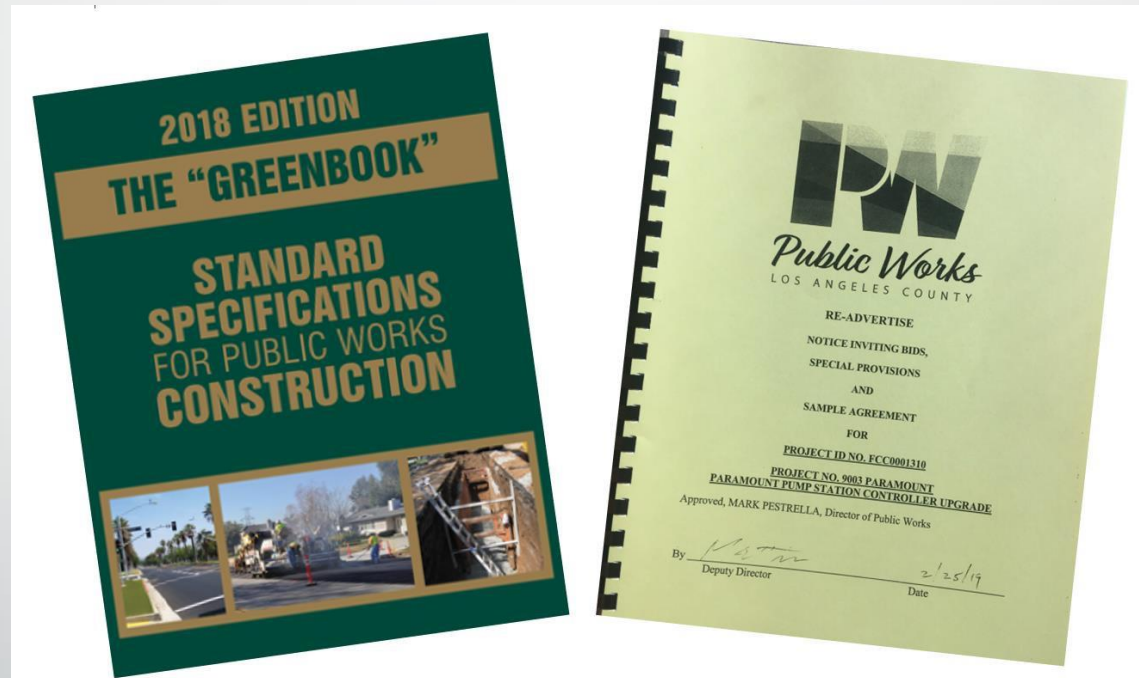 2018 EDITION
THE “GREENBOOK”
STANDARD
SPECIFICATIONS
FOR PUBLIC WORKS
CONSTRUCTION
PW
Public Works
LOS ANGELES COUNTY
RE-ADVERTISE
NOTICE INVITING BIDS,
SPECIAL PROVISIONS
AND
SAMPLE AGREEMENT
FOR
PROJECT ID NO. FCC0001310
PROJECT NO. 9003 PARAMOUNT
PARAMOUNT PUMP STATION CONTROLLER UPGRADE
Approved, MARK PESTRELLA, Director of Public Works
By
Deputy Director
2/25/19
Date